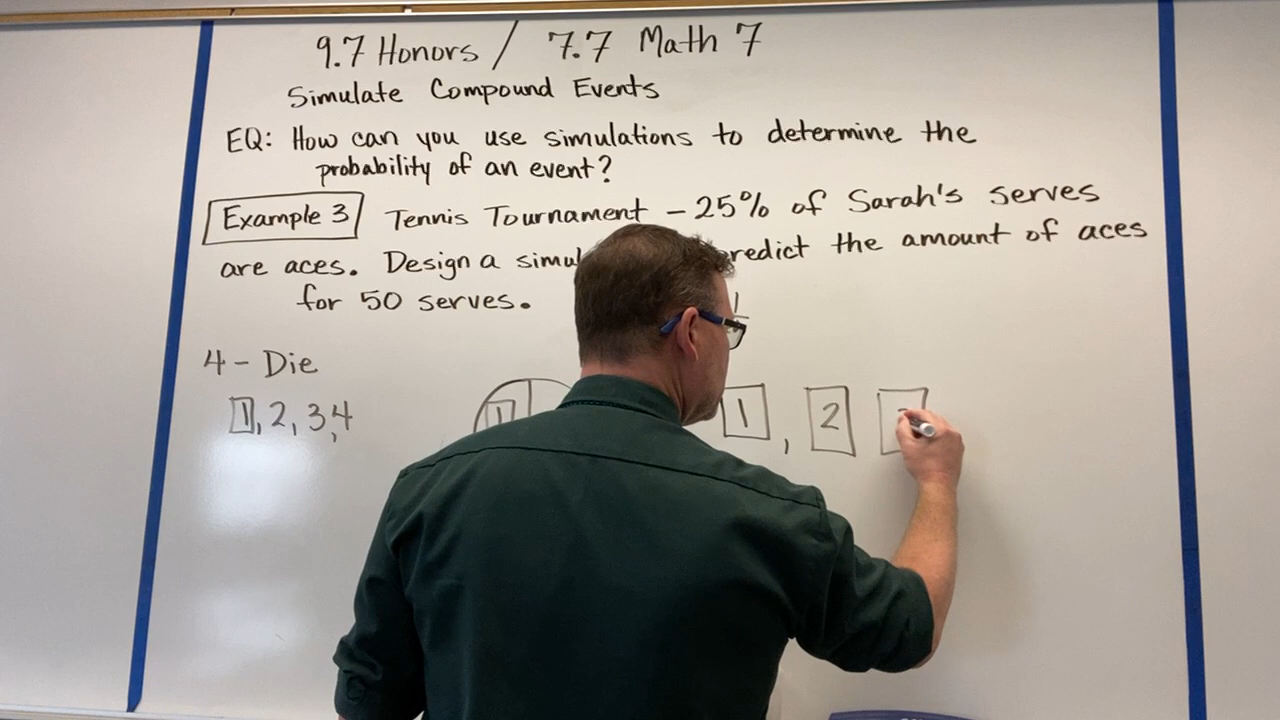 9.7 Honors / 7.7 Math 7
Simulate Compound Events
EQ: How can you use simulations to determine the
probability of an event?
Example 3 Tennis Tournament - 25% of Sarah's serves
are aces. Design a the amount of aces
for 50 serves.
4 - Die
1, 2, 3, 4
1
1, 2